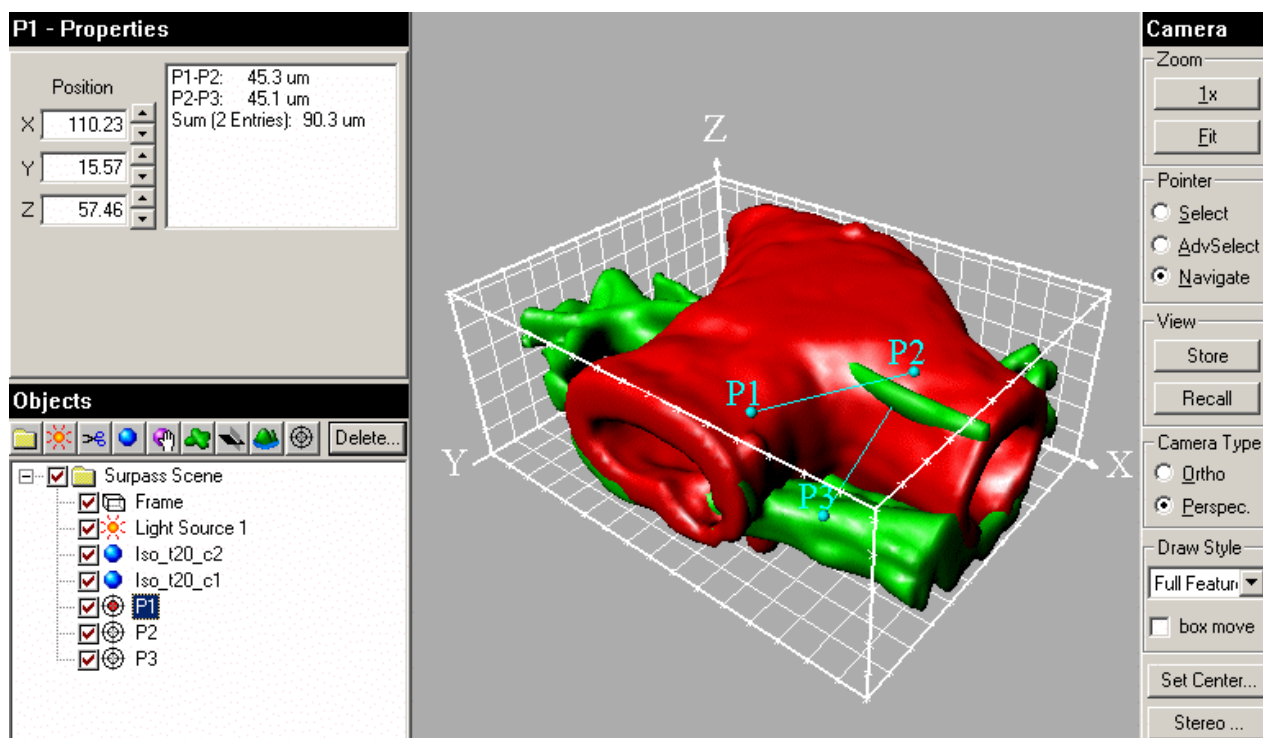 P1 - Properties
Position
X 110.23
Y 15.57
Z 57.46
P1-P2: 45.3 um
P2-P3: 45.1 um
Sum (2 Entries): 90.3 um
Objects
Delete...
Surpass Scene
Frame
Light Source 1
Iso_t20_c2
Iso_t20_c1
P1
P2
P3
Z
Y
X
P1
P2
P3
Camera
Zoom
1x
Fit
Pointer
Select
AdvSelect
Navigate
View
Store
Recall
Camera Type
Ortho
Perspec.
Draw Style
Full Featur
box move
Set Center...
Stereo ...